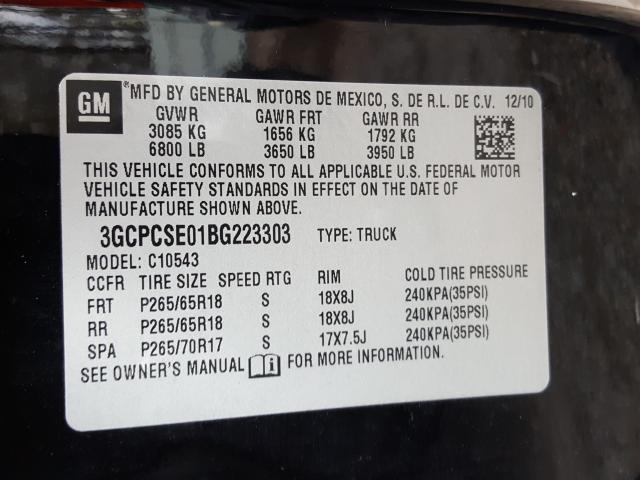 GM ®MFD BY GENERAL MOTORS DE MEXICO, S. DE R.L. DE C.V. 12/10
GVWR GAWR FRT GAWR RR
3085 KG 1656 KG 1792 KG
6800 LB 3650 LB 3950 LB
THIS VEHICLE CONFORMS TO ALL APPLICABLE U.S. FEDERAL MOTOR
VEHICLE SAFETY STANDARDS IN EFFECT ON THE DATE OF
MANUFACTURE SHOWN ABOVE.
3GCPCSE01BG223303 TYPE: TRUCK
MODEL: C10543
CCFR TIRE SIZE SPEED RTG RIM COLD TIRE PRESSURE
FRT P265/65R18 S 18X8J 240KPA(35PSI)
RR P265/65R18 S 18X8J 240KPA(35PSI)
SPA P265/70R17 S 17X7.5J 240KPA(35PSI)
SEE OWNER'S MANUAL FOR MORE INFORMATION.